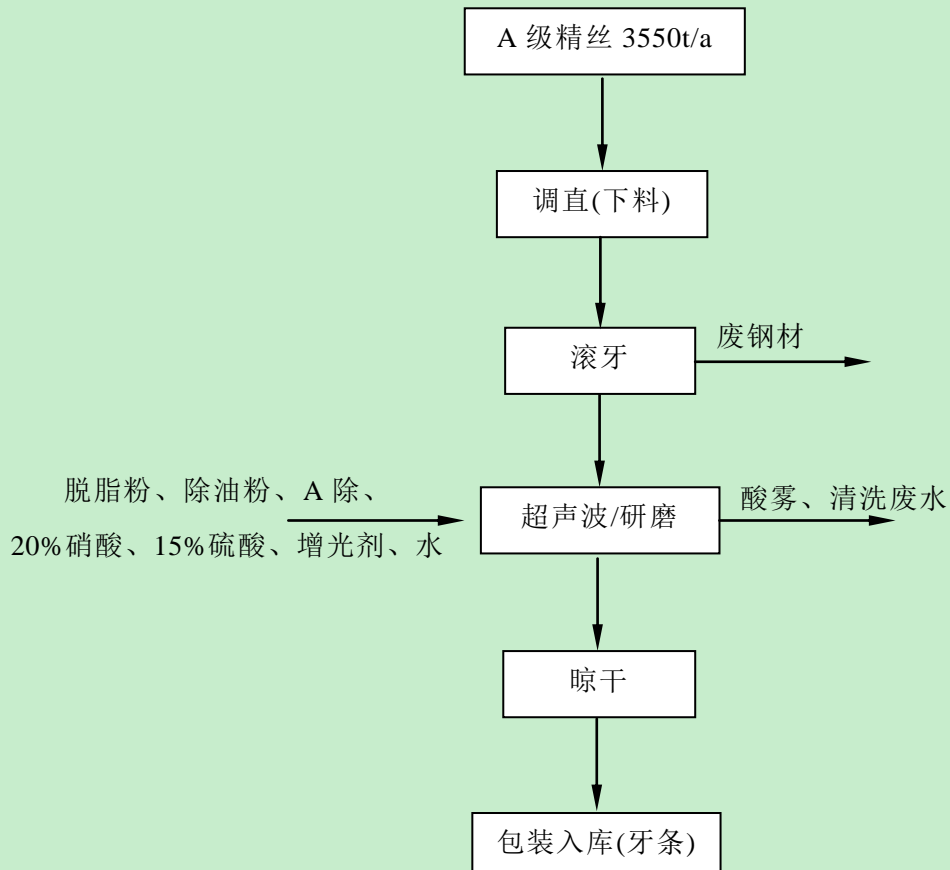 A 级精丝 3550t/a
调直(下料)
滚牙
废钢材
脱脂粉、除油粉、A 除、
20%硝酸、15%硫酸、增光剂、水
超声波/研磨
酸雾、清洗废水
晾干
包装入库(牙条)